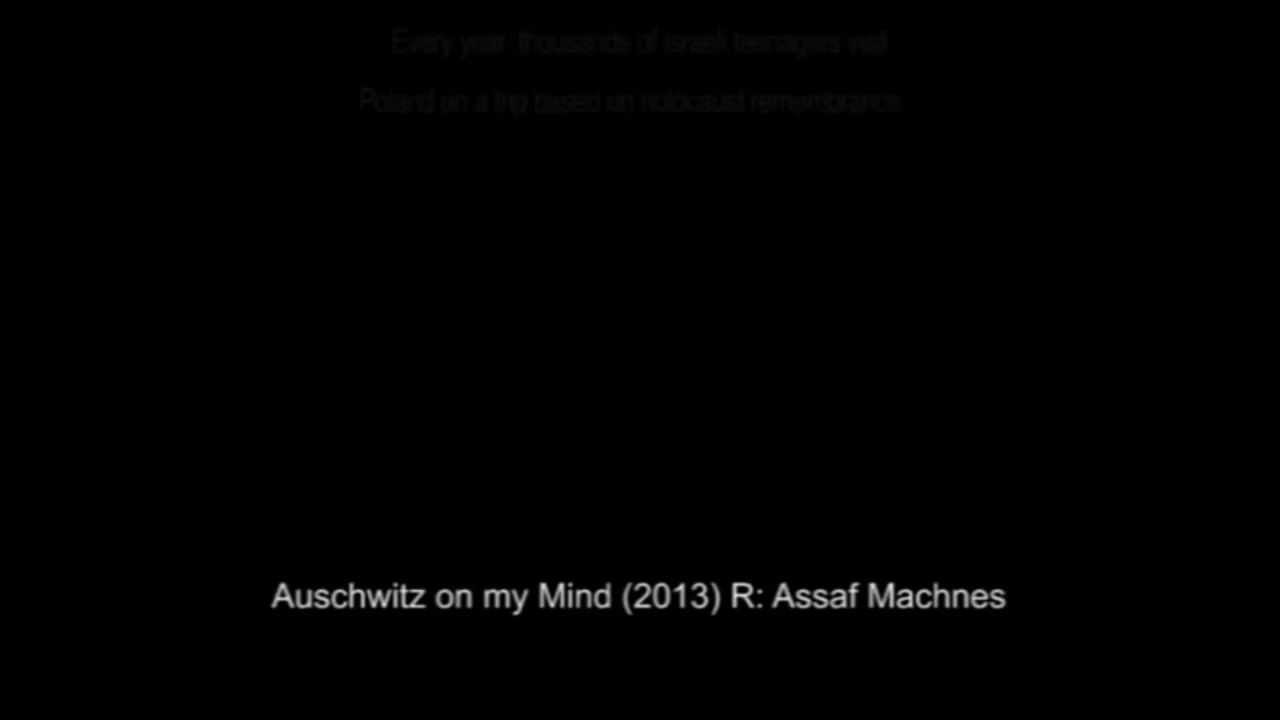 Every year thousands of Israeli teenagers visit
Poland on a trip based on holocaust remembrance
Auschwitz on my Mind (2013) R: Assaf Machnes